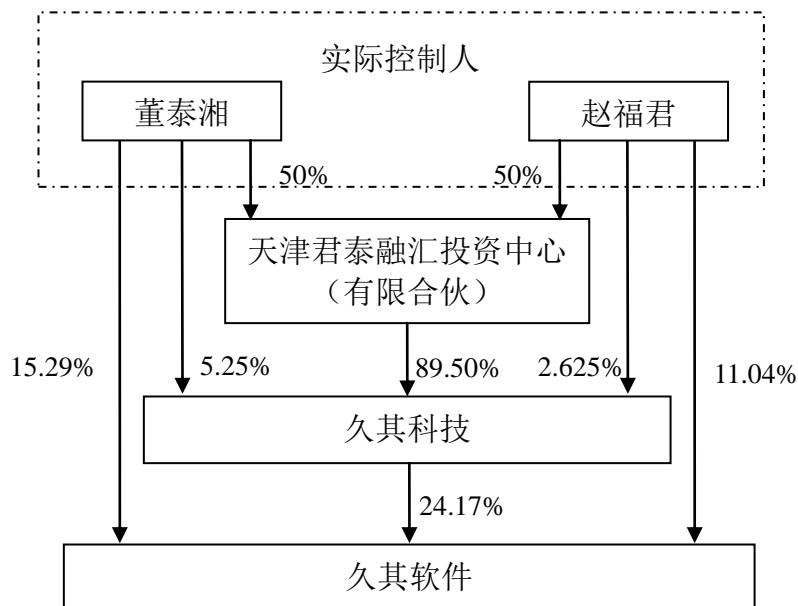 实际控制人
董泰湘
赵福君
50%
50%
天津君泰融汇投资中心
（有限合伙）
15.29%
5.25%
89.50%
2.625%
11.04%
久其科技
24.17%
久其软件